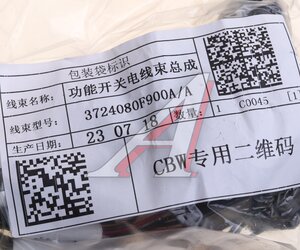 包装袋标识
线束名称: 功能开关电线束总成
线束型号: 3724080F900A/A
生产日期: 23 07 18 数量: 1 C0045 [1]
CBW专用二维码